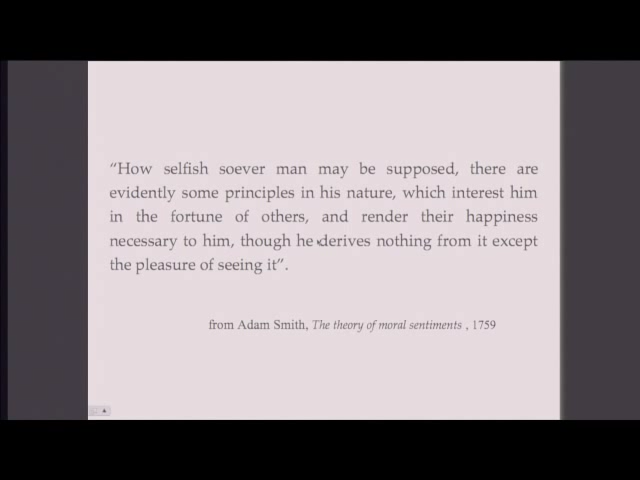 “How selfish soever man may be supposed, there are
evidently some principles in his nature, which interest him
in the fortune of others, and render their happiness
necessary to him, though he derives nothing from it except
the pleasure of seeing it”.
from Adam Smith, The theory of moral sentiments , 1759